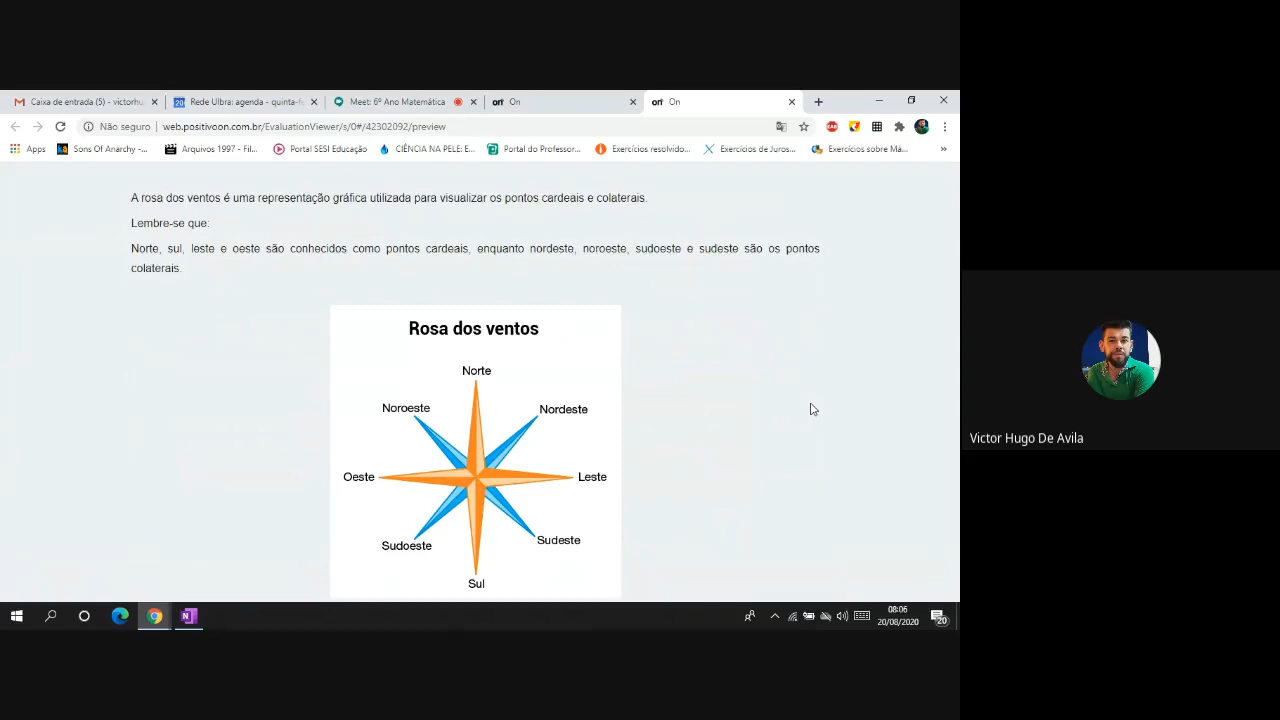 Caixa de entrada (5) - victorhu
Rede Ulbra: agenda - quinta-fe
Meet: 6º Ano Matemática
on
On
on
On
Não seguro
web.positivoon.com.br/EvaluationViewer/s/0#/42302092/preview
Apps
Sons Of Anarchy -...
Arquivos 1997 - Fil...
Portal SESI Educação
CIÊNCIA NA PELE: E...
Portal do Professor...
Exercícios resolvido...
Exercícios de Juros...
Exercícios sobre Má...
»
A rosa dos ventos é uma representação gráfica utilizada para visualizar os pontos cardeais e colaterais.
Lembre-se que:
Norte, sul, leste e oeste são conhecidos como pontos cardeais, enquanto nordeste, noroeste, sudoeste e sudeste são os pontos
colaterais.
Rosa dos ventos
Norte
Noroeste
Nordeste
Oeste
Leste
Sudoeste
Sudeste
Sul
Victor Hugo De Avila
08:06
20/08/2020
20